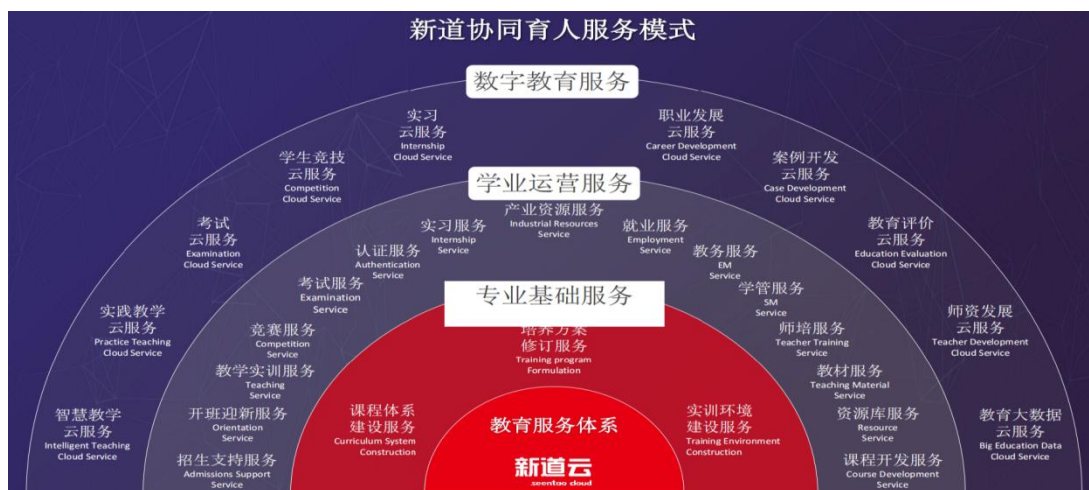 新道协同育人服务模式
数字教育服务
实习
云服务
Internship
Cloud Service
职业发展
云服务
Career Development
Cloud Service
学生竞技
云服务
Competition
Cloud Service
案例开发
云服务
Case Development
Cloud Service
考试
云服务
Examination
Cloud Service
教育评价
云服务
Education Evaluation
Cloud Service
实践教学
云服务
Practice Teaching
Cloud Service
师资发展
云服务
Teacher Development
Cloud Service
智慧教学
云服务
Intelligent Teaching
Cloud Service
教育大数据
云服务
Big Education Data
Cloud Service
学业运营服务
产业资源服务
Industrial Resources
Service
实习服务
Internship
Service
就业服务
Employment
Service
认证服务
Authentication
Service
教务服务
EM
Service
考试服务
Examination
Service
学管服务
SM
Service
竞赛服务
Competition
Service
师培服务
Teacher Training
Service
教学实训服务
Teaching
Service
教材服务
Teaching Material
Service
开班迎新服务
Orientation
Service
资源库服务
Resource
Service
招生支持服务
Admissions Support
Service
课程开发服务
Course Development
Service
专业基础服务
培养方案
修订服务
Training program
Formulation
课程体系
建设服务
Curriculum System
Construction
实训环境
建设服务
Training Environment
Construction
教育服务体系
新道云
seentao cloud